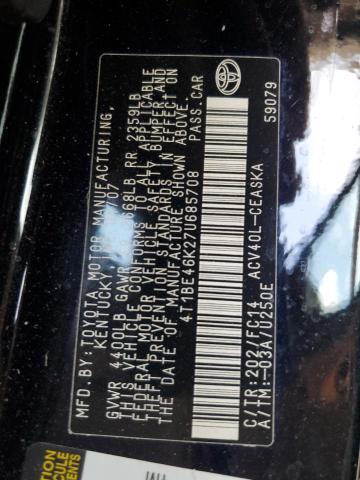 MFD. BY: TOYOTA MOTOR MANUFACTURING,
KENTUCKY, INC. /07
GVWR 4400LB GAWR 2668LB RR 2359LB
THIS VEHICLE CONFORMS TO ALL APPLICABLE
FEDERAL MOTOR VEHICLE SAFETY, BUMPER AND
THEFT PREVENTION STANDARDS IN EFFECT ON
THE DATE OF MANUFACTURE SHOWN ABOVE.
4T1BE46K27U685708 PASS.CAR
C/TR: 202/FC14 ACV40L-CEASKA
A/TM: -03A/U250E 59079
TOYOTA